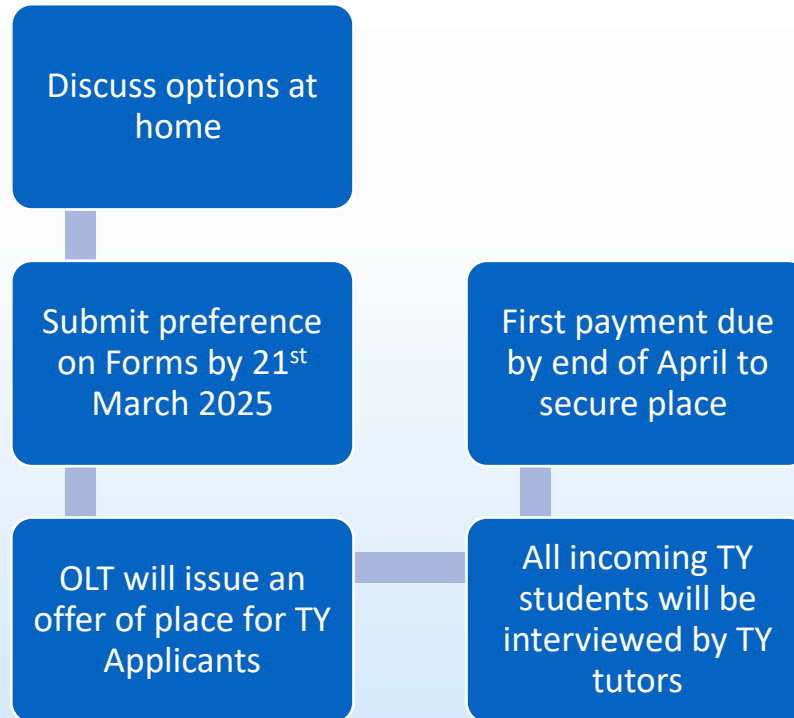 Discuss options at
home
Submit preference
on Forms by 21st
March 2025
OLT will issue an
offer of place for TY
Applicants
All incoming TY
students will be
interviewed by TY
tutors
First payment due
by end of April to
secure place